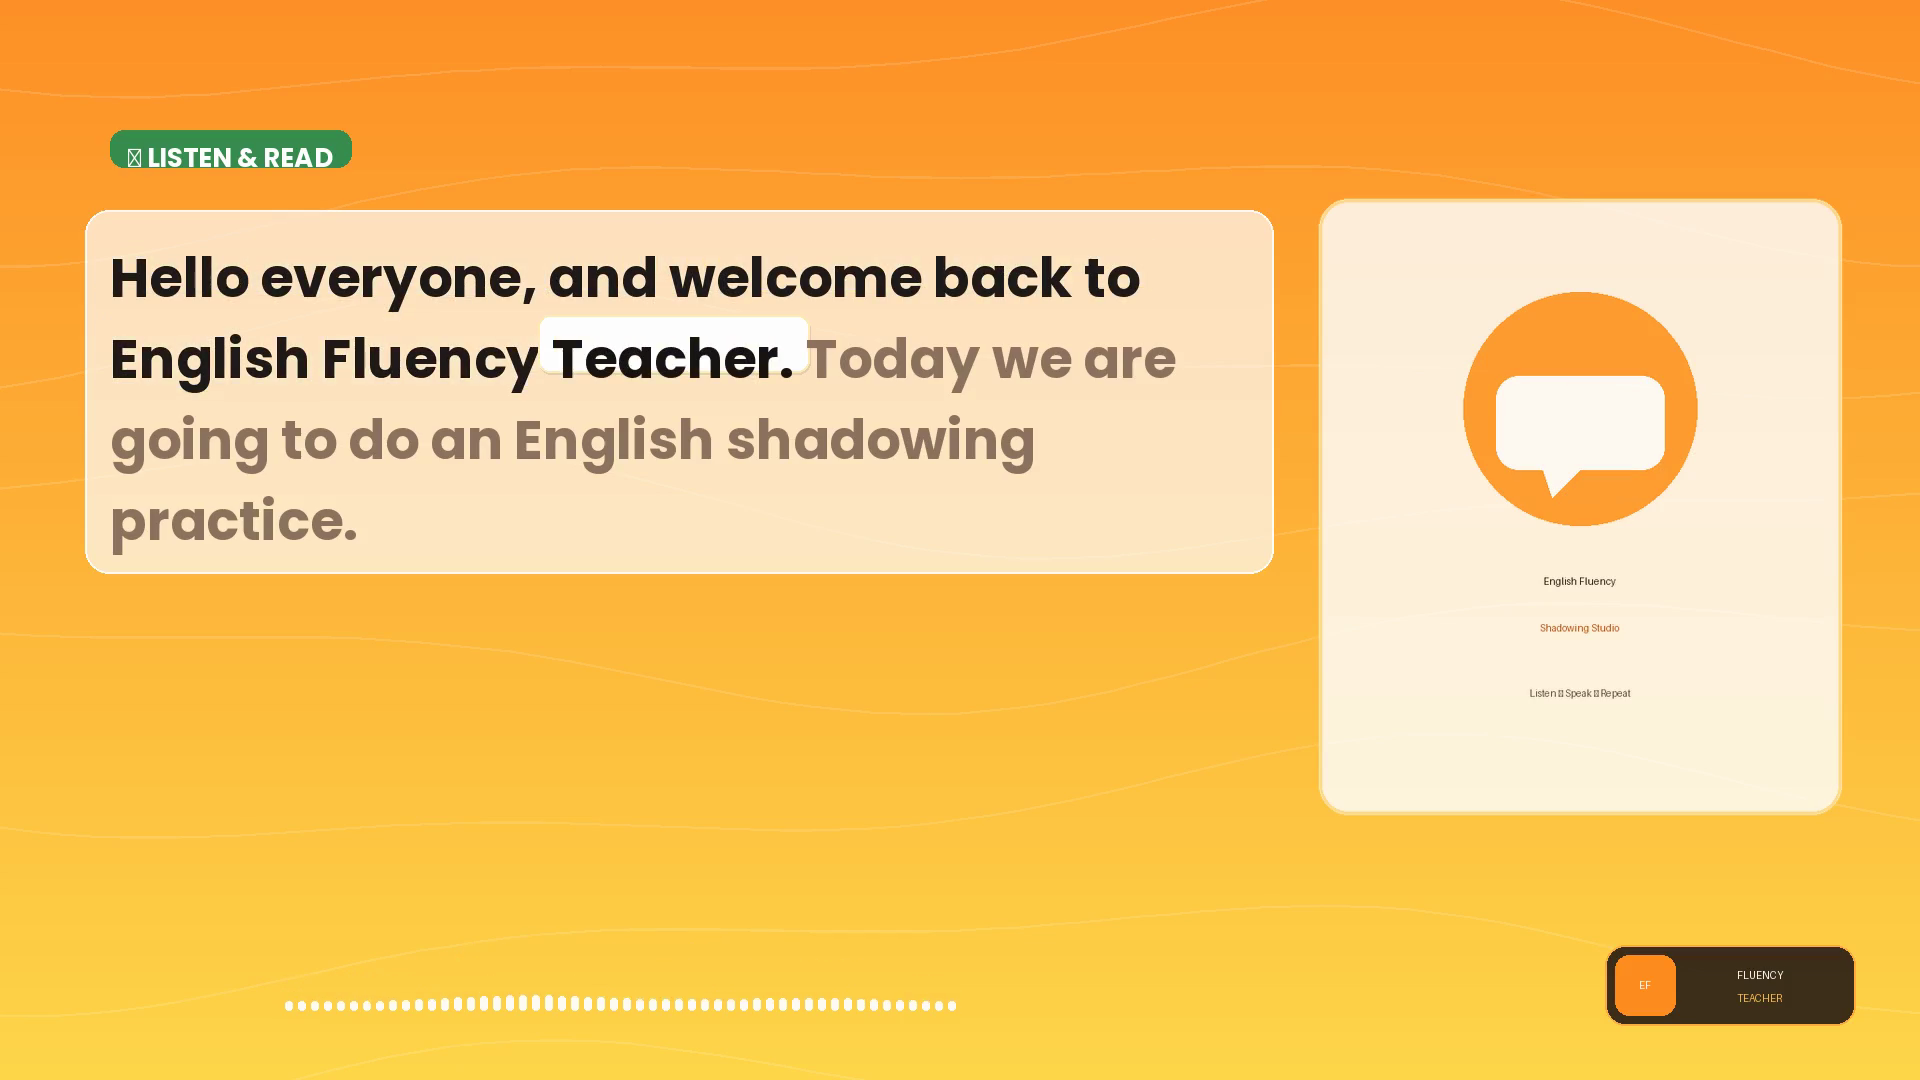 LISTEN & READ
Hello everyone, and welcome back to
English Fluency Teacher. Today we are
going to do an English shadowing
practice.
English Fluency
Shadowing Studio
Listen Speak Repeat
EF
FLUENCY
TEACHER